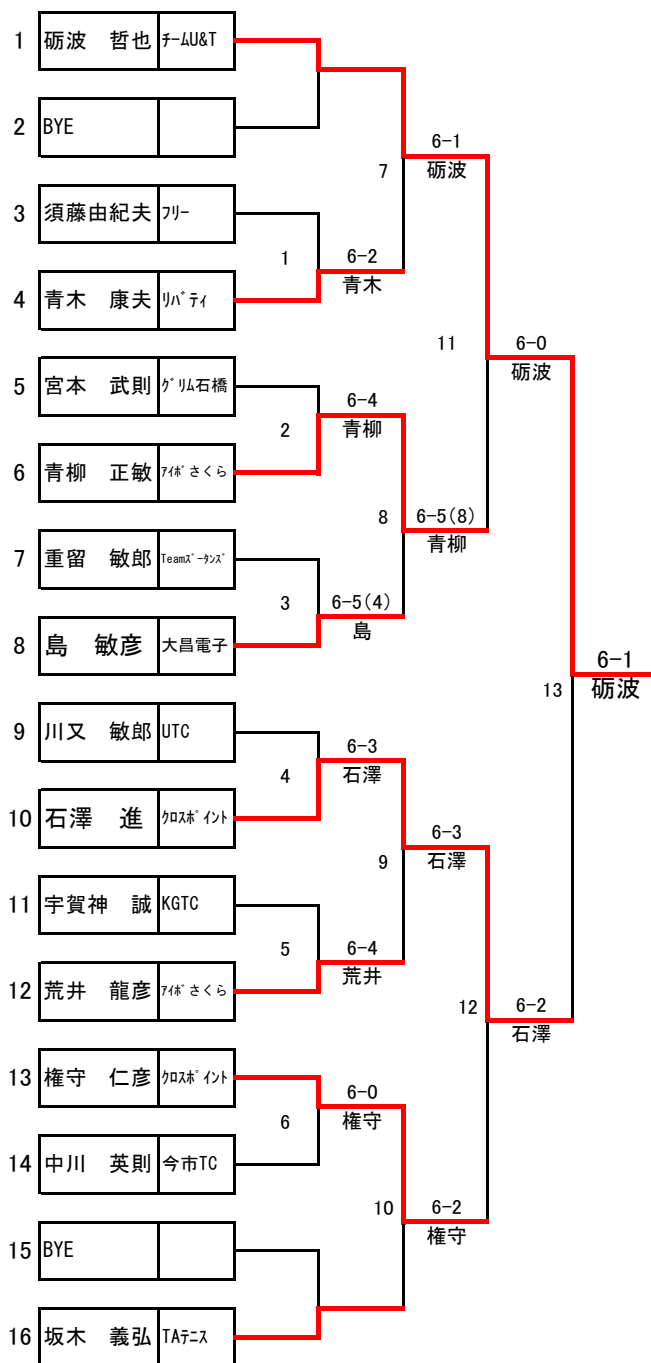 1 砺波　哲也 ﾁｰﾑU&T
6-1
2 BYE
7 砺波
3 須藤由紀夫 ﾌﾘｰ
1 6-2
4 青木　康夫 ﾘﾊﾞﾃｨ 青木
11 6-0
5 宮本　武則 ｸﾞﾘﾑ石橋 砺波
2 6-4
青柳
6 青柳　正敏 ｱｲﾎﾞさくら
8 6-5(8)
青柳
7 重留　敏郎 Teamｽﾞｰﾀﾝｽﾞ
3 6-5(4)
島
8 島　敏彦 大昌電子
6-1
13 砺波
9 川又　敏郎 UTC
6-3
4 石澤
10 石澤　進 ｸﾛｽﾎﾟｲﾝﾄ
6-3
9 石澤
11 宇賀神　誠 KGTC
5 6-4
荒井
12 荒井　龍彦 ｱｲﾎﾞさくら
12 6-2
石澤
13 権守　仁彦 ｸﾛｽﾎﾟｲﾝﾄ
6-0
6 権守
14 中川　英則 今市TC
10 6-2
権守
15 BYE
16 坂木　義弘 TAﾃﾆｽ